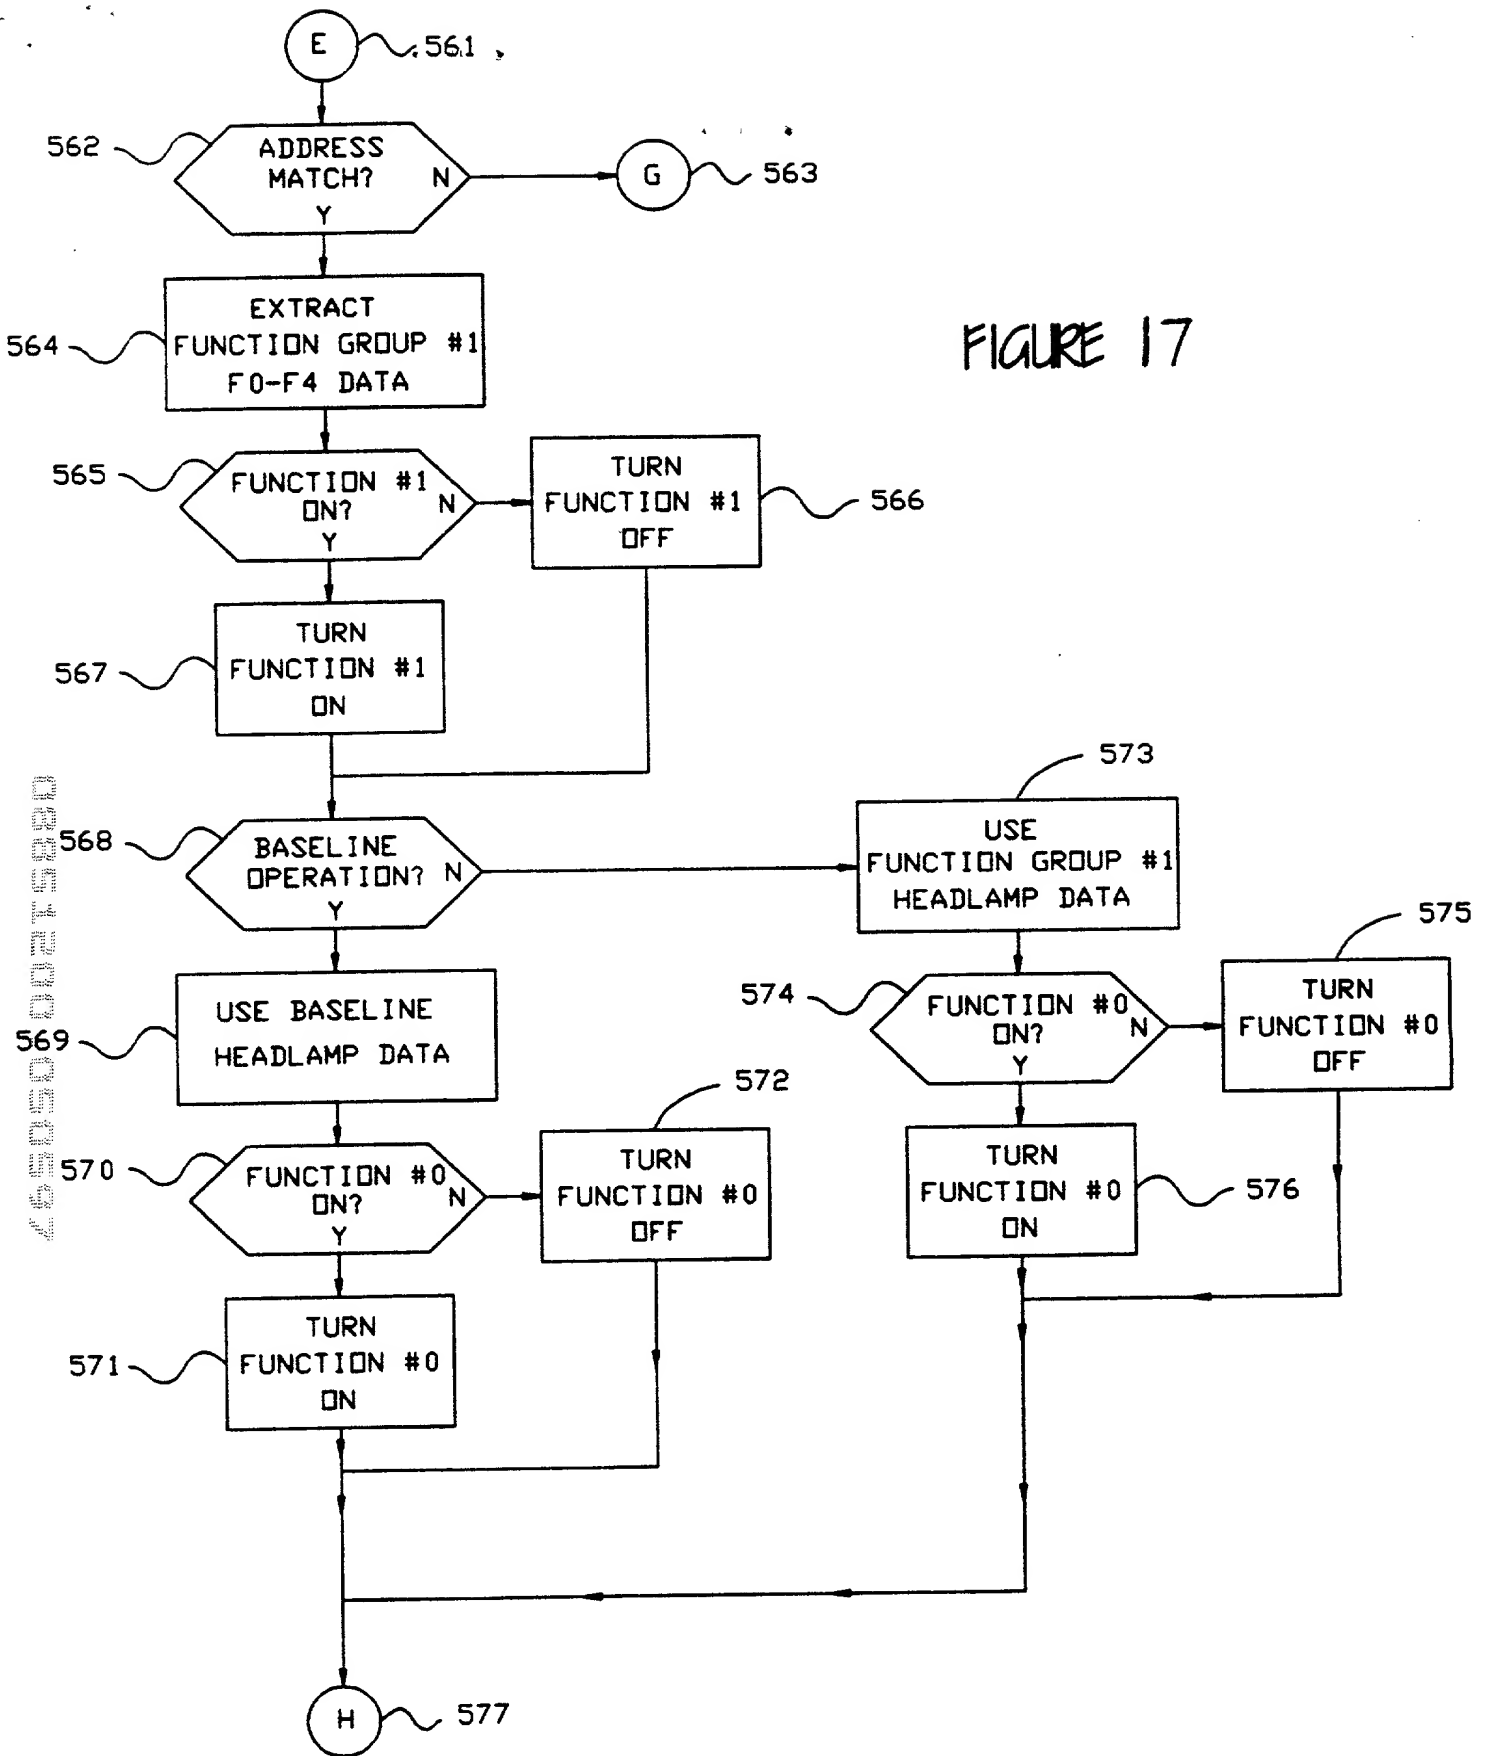 E
561
562
ADDRESS
MATCH?
N
Y
G
563
564
EXTRACT
FUNCTION GROUP #1
F0-F4 DATA
FIGURE 17
565
FUNCTION #1
ON?
N
Y
TURN
FUNCTION #1
OFF
566
567
TURN
FUNCTION #1
ON
568
BASELINE
OPERATION?
N
Y
573
USE
FUNCTION GROUP #1
HEADLAMP DATA
569
USE BASELINE
HEADLAMP DATA
574
FUNCTION #0
ON?
N
Y
575
TURN
FUNCTION #0
OFF
570
FUNCTION #0
ON?
N
Y
572
TURN
FUNCTION #0
OFF
TURN
FUNCTION #0
ON
576
571
TURN
FUNCTION #0
ON
H
577